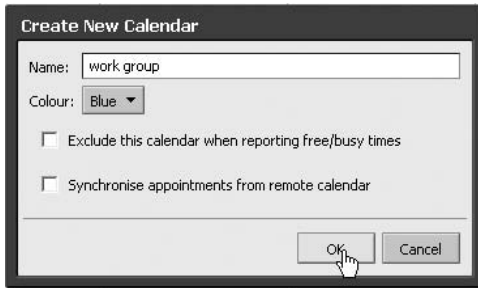 Create New Calendar
Name: work group
Colour: Blue
Exclude this calendar when reporting free/busy times
Synchronise appointments from remote calendar
OK Cancel